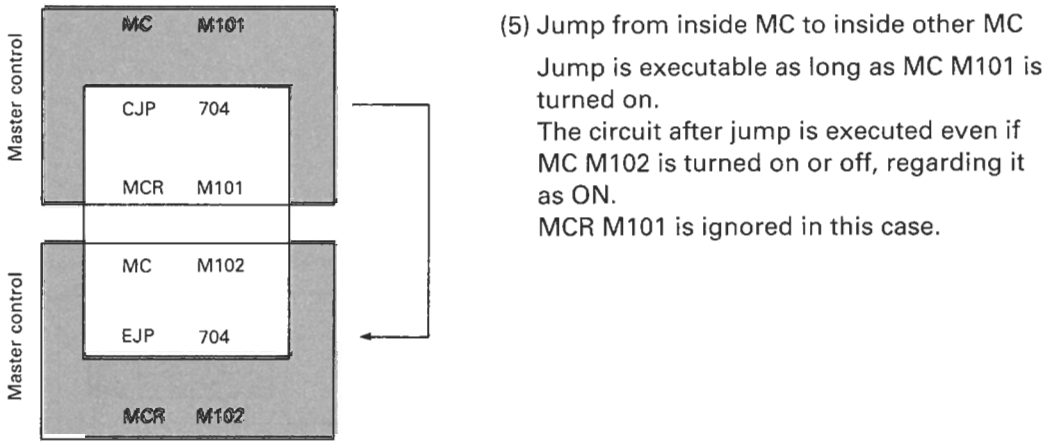 Master control
MC M101
CJP 704
MCR M101
Master control
MC M102
EJP 704
MCR M102
(5) Jump from inside MC to inside other MC
Jump is executable as long as MC M101 is
turned on.
The circuit after jump is executed even if
MC M102 is turned on or off, regarding it
as ON.
MCR M101 is ignored in this case.